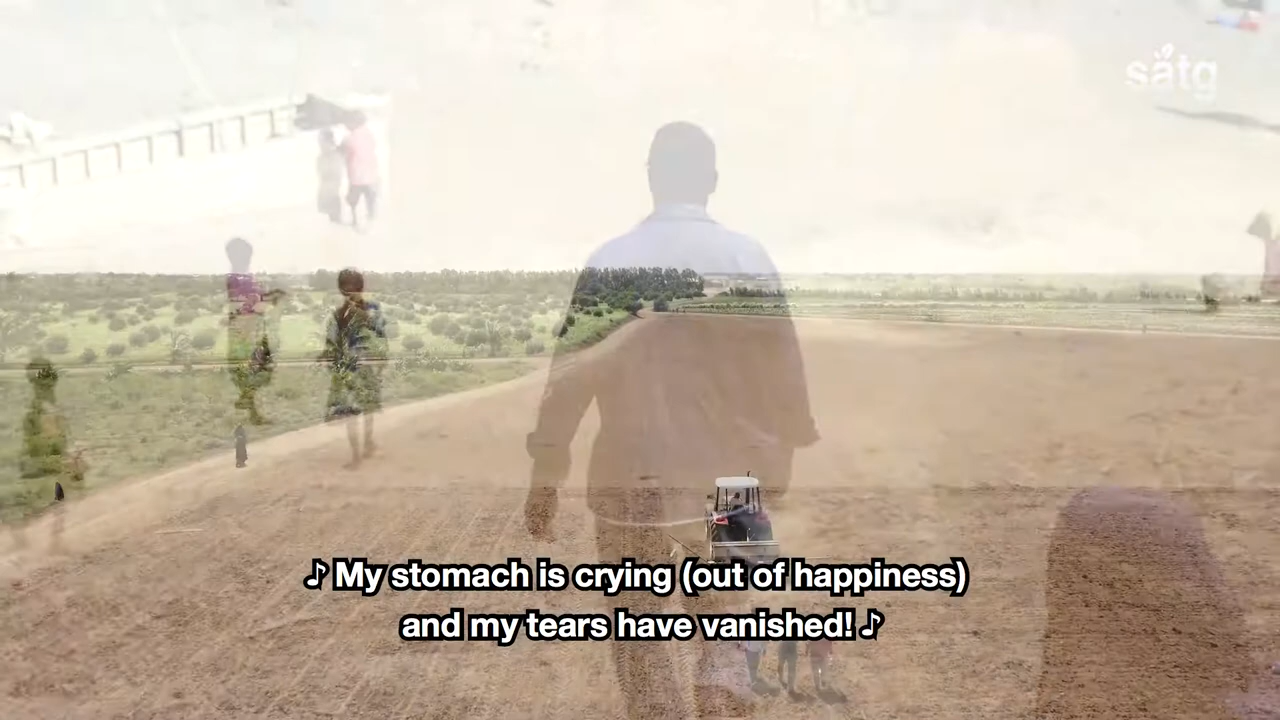 satg
♪ My stomach is crying (out of happiness)
and my tears have vanished! ♪